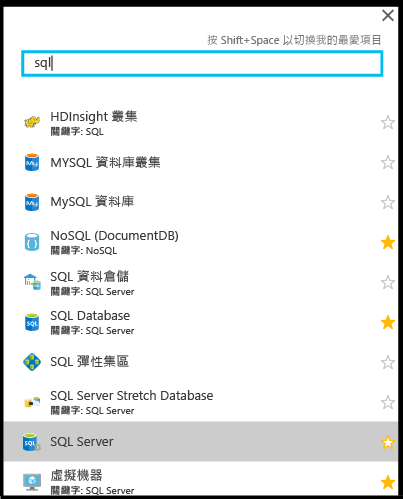 按 Shift+Space 以切換我的最愛項目
sql
HDInsight 叢集
關鍵字: SQL
MYSQL 資料庫叢集
MySQL 資料庫
NoSQL (DocumentDB)
關鍵字: NoSQL
SQL 資料倉儲
關鍵字: SQL Server
SQL Database
關鍵字: SQL Server
SQL 彈性集區
SQL Server Stretch Database
關鍵字: SQL Server
SQL Server
虛擬機器
關鍵字: SQL Server